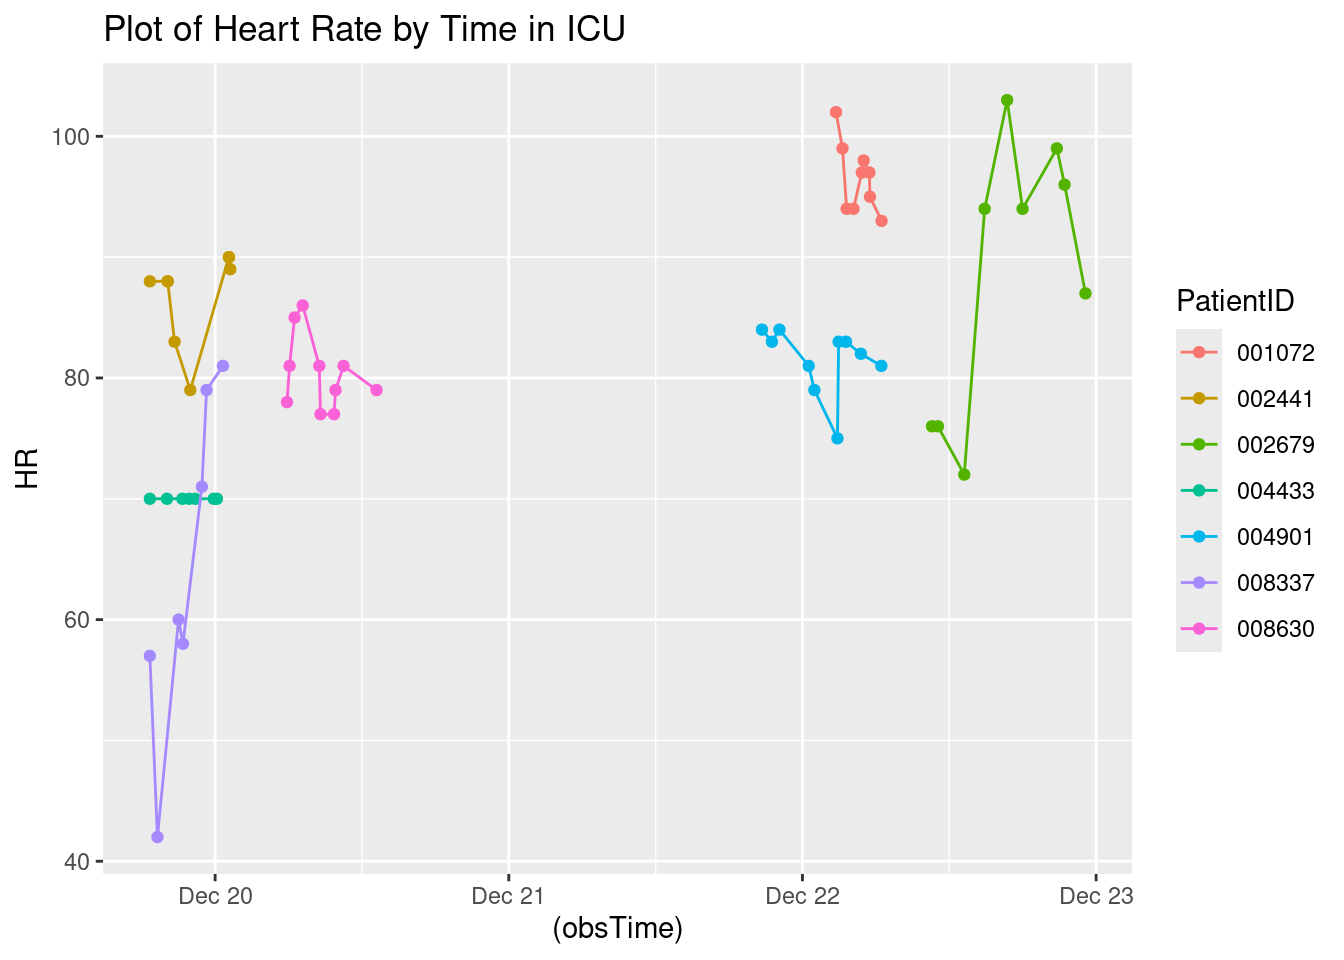 Plot of Heart Rate by Time in ICU
HR
100
80
60
40
Dec 20
Dec 21
Dec 22
Dec 23
(obsTime)
PatientID
001072
002441
002679
004433
004901
008337
008630